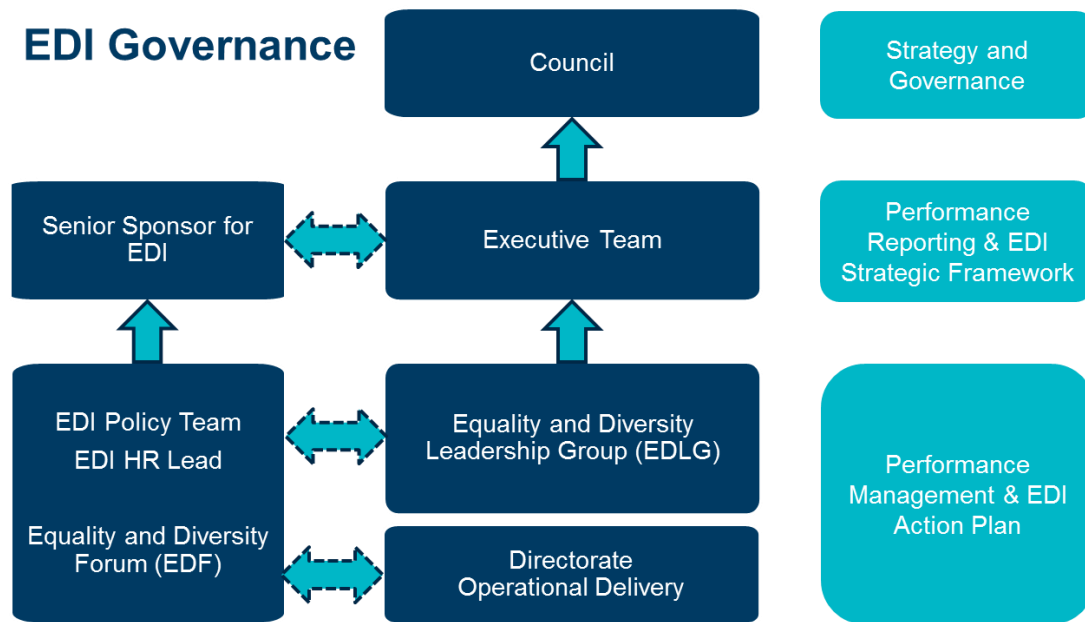 EDI Governance
Council
Strategy and
Governance
Senior Sponsor for
EDI
Executive Team
Performance
Reporting & EDI
Strategic Framework
EDI Policy Team
EDI HR Lead
Equality and Diversity
Forum (EDF)
Equality and Diversity
Leadership Group (EDLG)
Directorate
Operational Delivery
Performance
Management & EDI
Action Plan